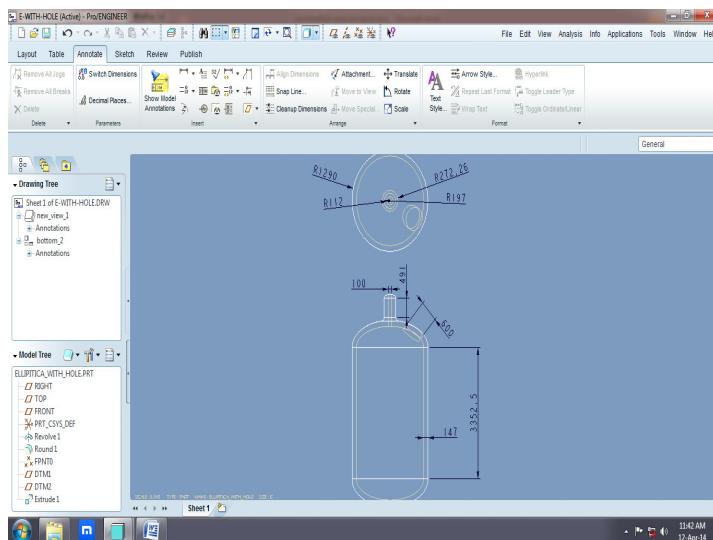 E-WITH-HOLE (Active) - Pro/ENGINEER
File Edit View Analysis Info Applications Tools Window Hel
Layout Table Annotate Sketch Review Publish
Remove All Jogs
Remove All Breaks
Delete
Delete
Switch Dimensions
Decimal Places...
Parameters
Show Model
Annotations
Insert
Align Dimensions
Snap Line...
Cleanup Dimensions
Attachment...
Move to View
Move Special...
Translate
Rotate
Scale
Arrange
Text
Style...
Arrow Style...
Repeat Last Format
Wrap Text
Hyperlink
Toggle Leader Type
Toggle Ordinate/Linear
Format
General
Drawing Tree
Sheet 1 of E-WITH-HOLE.DRW
new_view_1
Annotations
bottom_2
Annotations
Model Tree
ELLIPITICA_WITH_HOLE.PRT
RIGHT
TOP
FRONT
PRT_CSYS_DEF
Revolve 1
Round 1
FPNT0
DTM1
DTM2
Extrude 1
R1290
R272.26
R112
R197
100
491
600
3352.5
147
Sheet 1
11:42 AM
12-Apr-14